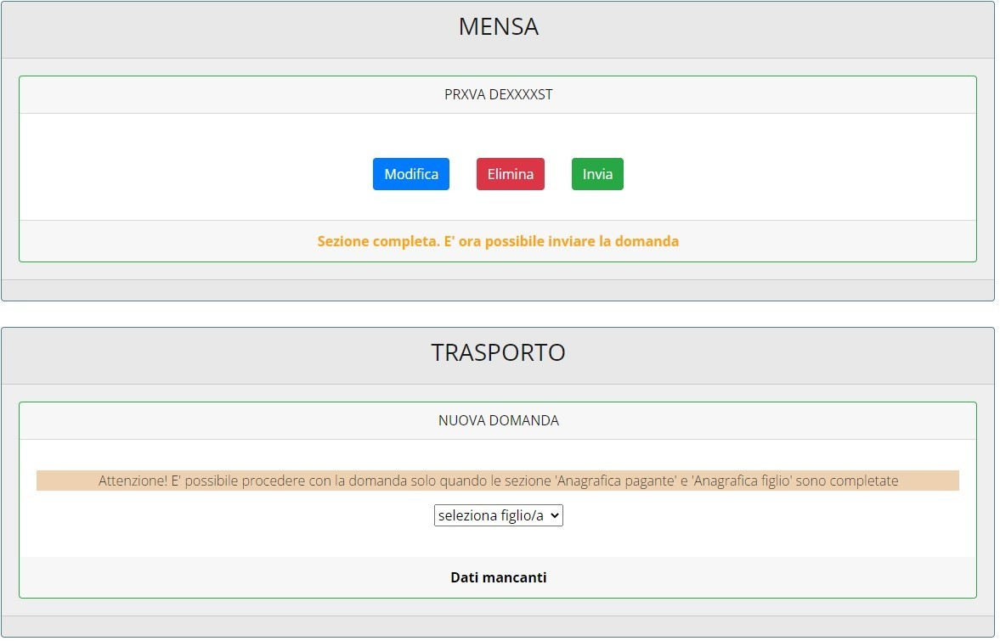 MENSA
PRXVA DEXXXXST
Modifica Elimina Invia
Sezione completa. E' ora possibile inviare la domanda
TRASPORTO
NUOVA DOMANDA
Attenzione! E' possibile procedere con la domanda solo quando le sezione 'Anagrafica pagante' e 'Anagrafica figlio' sono completate
seleziona figlio/a
Dati mancanti